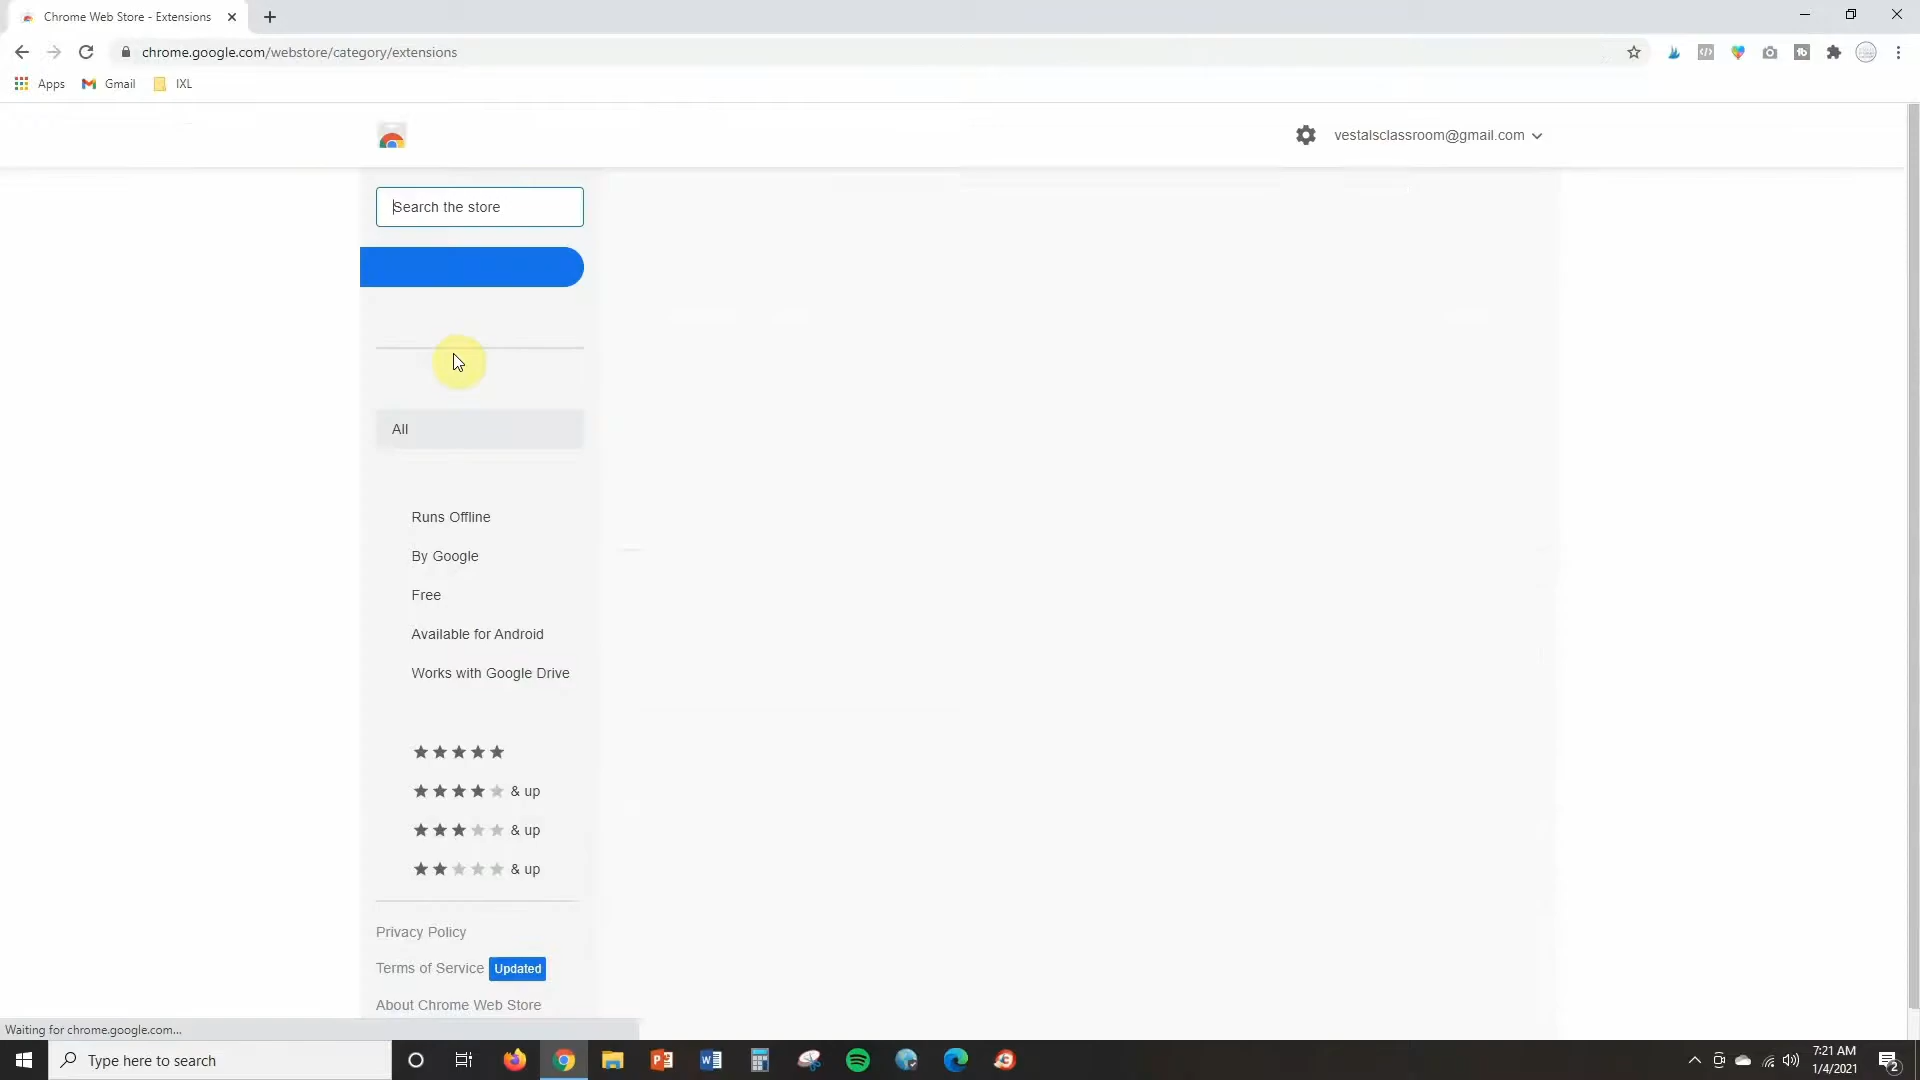 Chrome Web Store - Extensions
chrome.google.com/webstore/category/extensions
Apps Gmail IXL
vestalsclassroom@gmail.com
Search the store
All
Runs Offline
By Google
Free
Available for Android
Works with Google Drive
& up
& up
& up
Privacy Policy
Terms of Service Updated
About Chrome Web Store
Waiting for chrome.google.com...
Type here to search
7:21 AM
1/4/2021
2